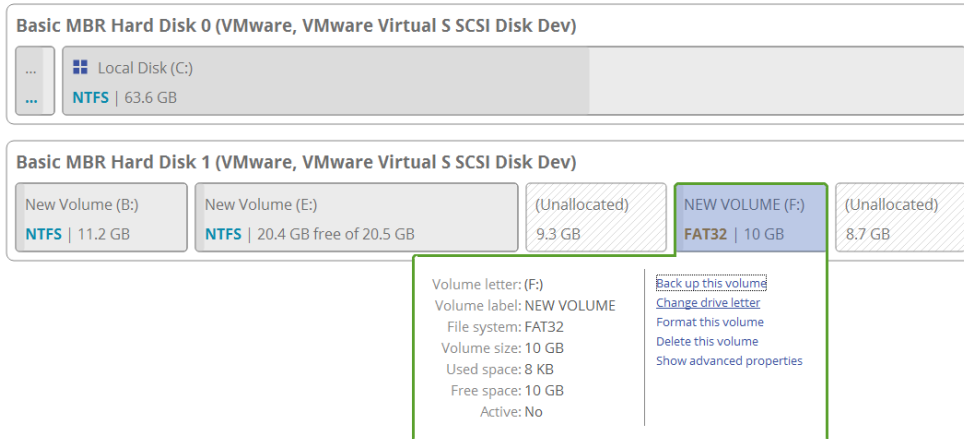 Basic MBR Hard Disk 0 (VMware, VMware Virtual S SCSI Disk Dev)
... Local Disk (C:)
... NTFS | 63.6 GB
Basic MBR Hard Disk 1 (VMware, VMware Virtual S SCSI Disk Dev)
New Volume (B:) New Volume (E:) (Unallocated) NEW VOLUME (F:) (Unallocated)
NTFS | 11.2 GB NTFS | 20.4 GB free of 20.5 GB 9.3 GB FAT32 | 10 GB 8.7 GB
Volume letter: (F:) Back up this volume
Volume label: NEW VOLUME Change drive letter
File system: FAT32 Format this volume
Volume size: 10 GB Delete this volume
Used space: 8 KB Show advanced properties
Free space: 10 GB
Active: No